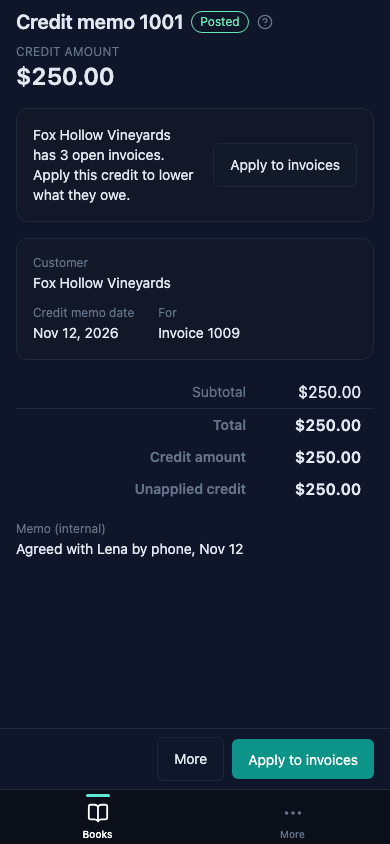 Credit memo 1001 Posted ?
CREDIT AMOUNT
$250.00
Fox Hollow Vineyards
has 3 open invoices.
Apply this credit to lower
what they owe.
Apply to invoices
Customer
Fox Hollow Vineyards
Credit memo date For
Nov 12, 2026 Invoice 1009
Subtotal $250.00
Total $250.00
Credit amount $250.00
Unapplied credit $250.00
Memo (internal)
Agreed with Lena by phone, Nov 12
More Apply to invoices
Books More